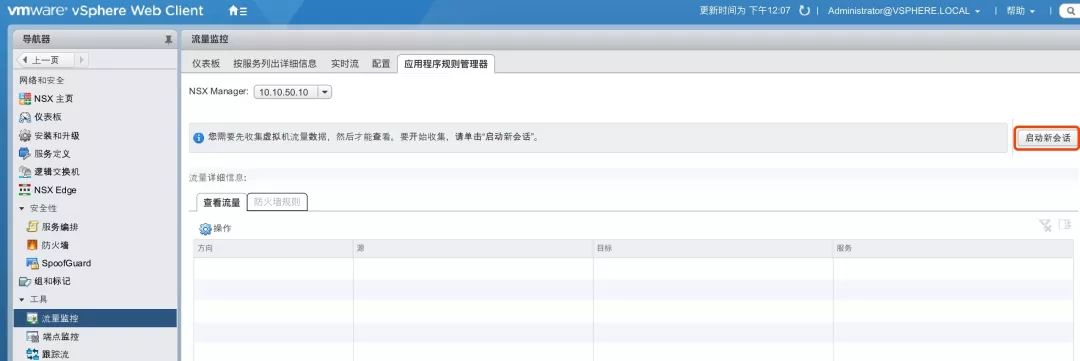 vmware® vSphere Web Client
更新时间为 下午12:07 | Administrator@VSPHERE.LOCAL | 帮助
导航器
上一页
网络和安全
NSX 主页
仪表板
安装和升级
服务定义
逻辑交换机
NSX Edge
安全性
服务编排
防火墙
SpoofGuard
组和标记
工具
流量监控
端点监控
跟踪流
流量监控
仪表板 按服务列出详细信息 实时流 配置 应用程序规则管理器
NSX Manager: 10.10.50.10
您需要先收集虚拟机流量数据，然后才能查看。要开始收集，请单击“启动新会话”。
启动新会话
流量详细信息:
查看流量 防火墙规则
操作
方向 源 目标 服务